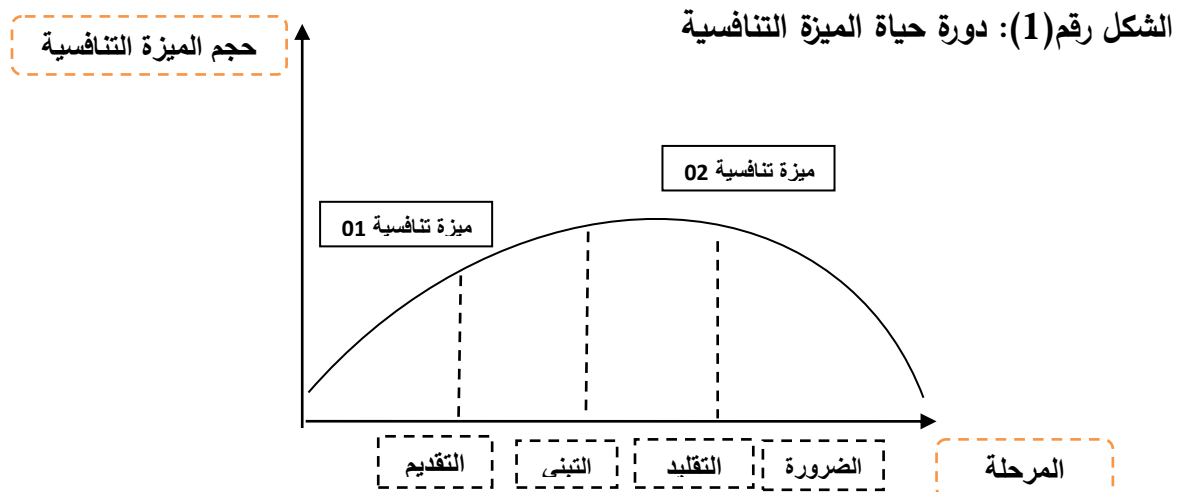 الشكل رقم(1): دورة حياة الميزة التنافسية
حجم الميزة التنافسية
ميزة تنافسية 02
ميزة تنافسية 01
الضرورة
التقليد
التبني
التقديم
المرحلة